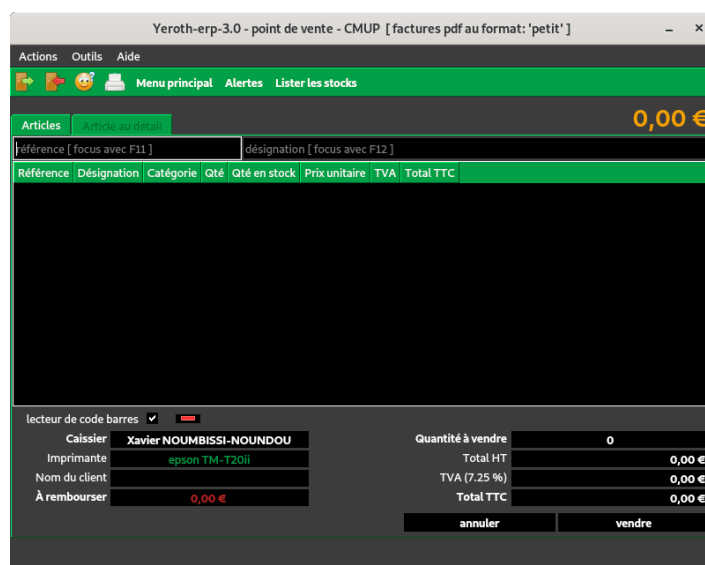 Yeroth-erp-3.0 - point de vente - CMUP [ factures pdf au format: 'petit' ]
Actions Outils Aide
Menu principal Alertes Lister les stocks
0,00 €
Articles Article au détail
référence [ focus avec F11 ] désignation [ focus avec F12 ]
Référence Désignation Catégorie Qté Qté en stock Prix unitaire TVA Total TTC
lecteur de code barres
Caissier Xavier NOUMBISSI-NOUNDOU Quantité à vendre 0
Imprimante epson TM-T20ii Total HT 0,00 €
Nom du client TVA (7.25 %) 0,00 €
À rembourser 0,00 € Total TTC 0,00 €
annuler vendre